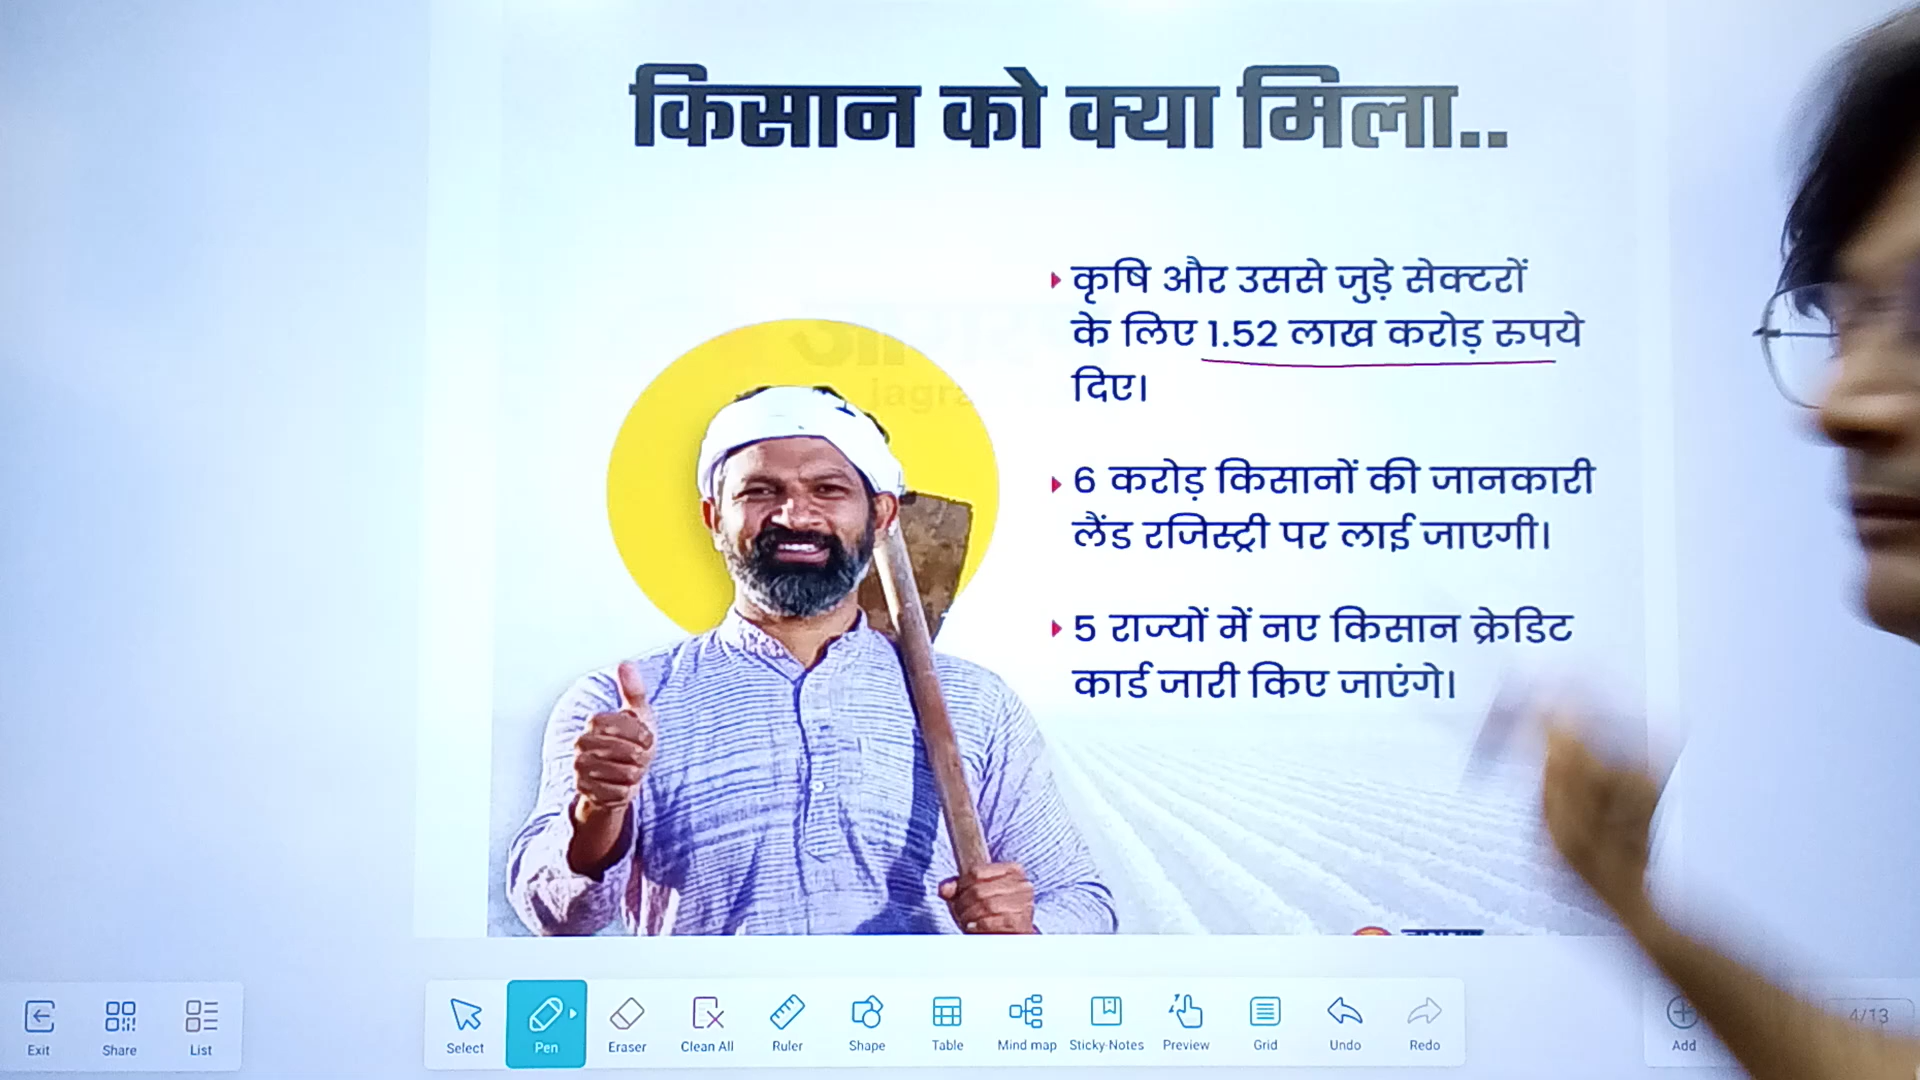 किसान को क्या मिला..
कृषि और उससे जुड़े सेक्टरों
के लिए 1.52 लाख करोड़ रुपये
दिए।
6 करोड़ किसानों की जानकारी
लैंड रजिस्ट्री पर लाई जाएगी।
5 राज्यों में नए किसान क्रेडिट
कार्ड जारी किए जाएंगे।
Exit Share List Select Pen Eraser Clean All Ruler Shape Table Mind map Sticky-Notes Preview Grid Undo Redo Add 4/13